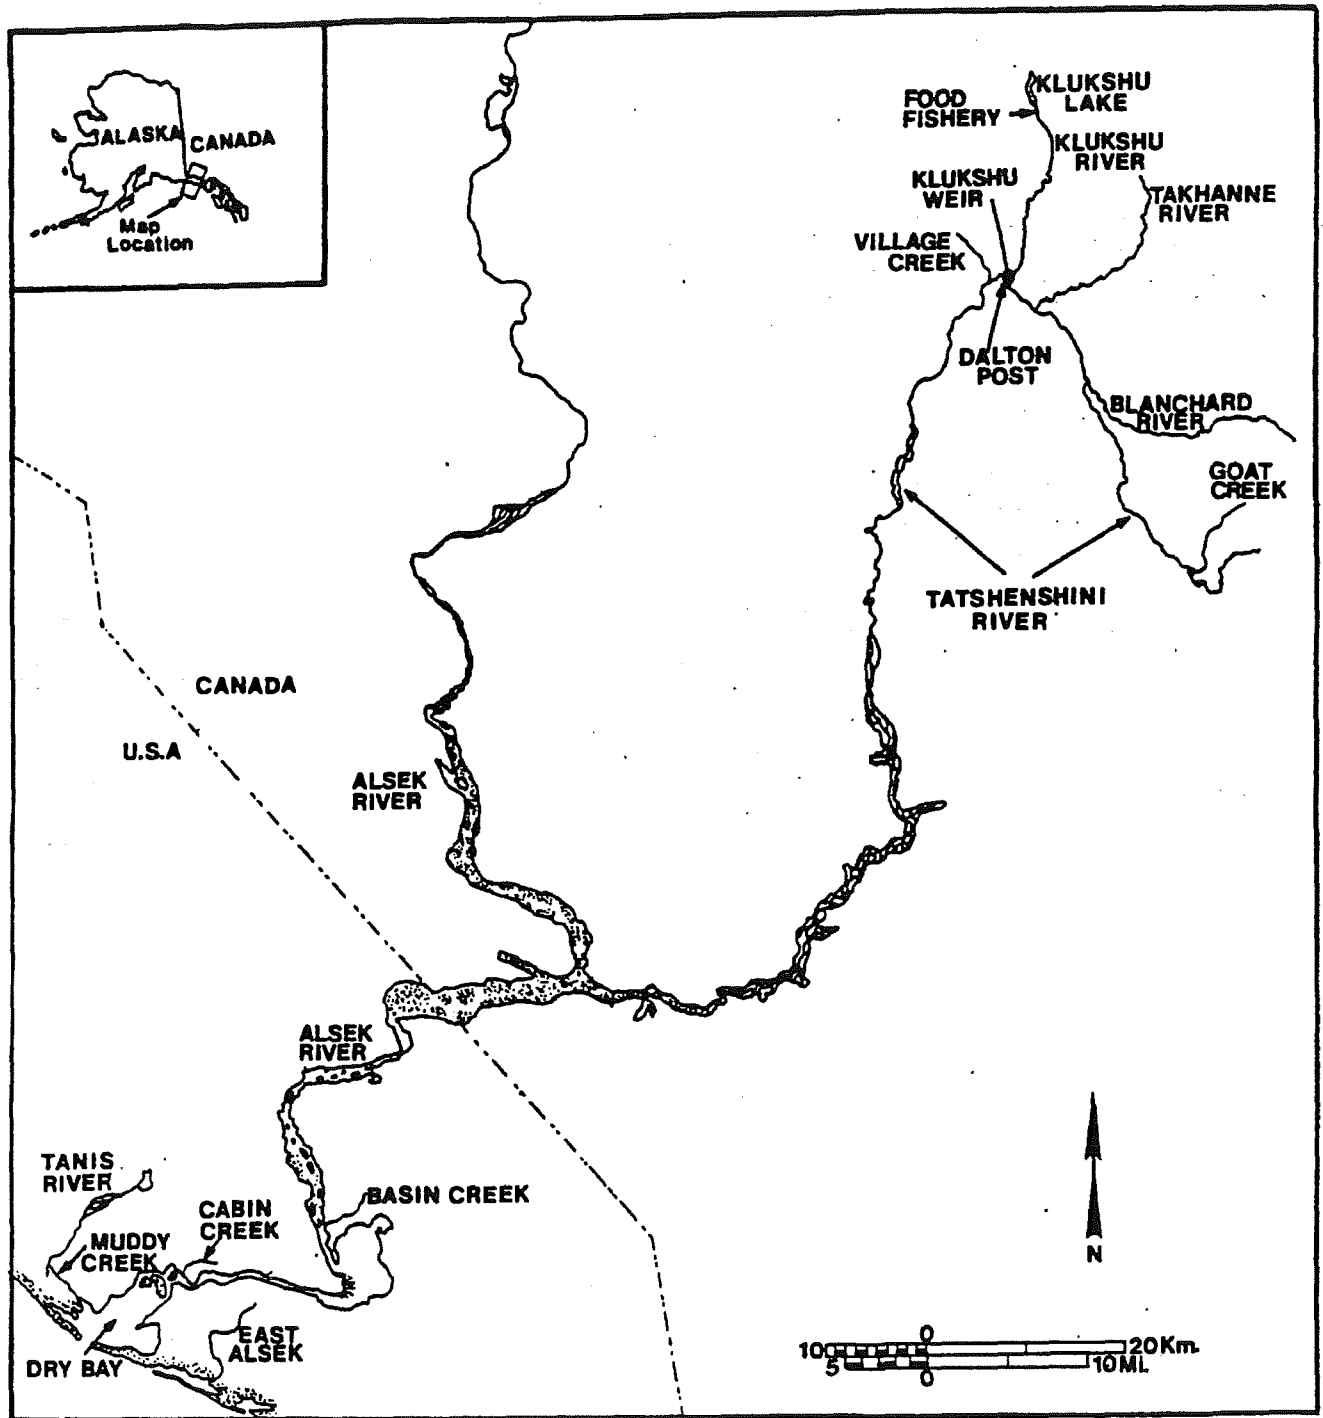 ALASKA
CANADA
Map
Location
KLUKSHU
LAKE
FOOD
FISHERY
KLUKSHU
RIVER
KLUKSHU
WEIR
TAKHANNE
RIVER
VILLAGE
CREEK
DALTON
POST
BLANCHARD
RIVER
GOAT
CREEK
TATSHENSHINI
RIVER
CANADA
U.S.A
ALSEK
RIVER
ALSEK
RIVER
TANIS
RIVER
BASIN CREEK
CABIN
CREEK
MUDDY
CREEK
EAST
ALSEK
DRY BAY
N
0
10 20Km.
5 10MI.
0